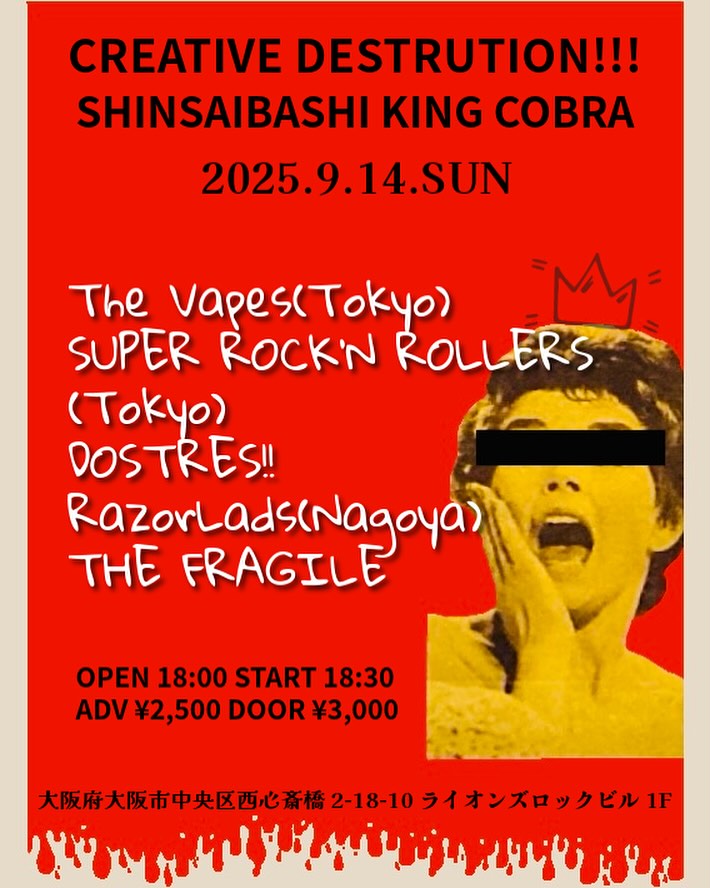 CREATIVE DESTRUTION!!!
SHINSAIBASHI KING COBRA
2025.9.14.SUN
The Vapes(Tokyo)
SUPER ROCK'N ROLLERS
(Tokyo)
DOSTRES!!
RazorLads(Nagoya)
THE FRAGILE
OPEN 18:00 START 18:30
ADV ¥2,500 DOOR ¥3,000
大阪府大阪市中央区西心斎橋 2-18-10 ライオンズロックビル 1F